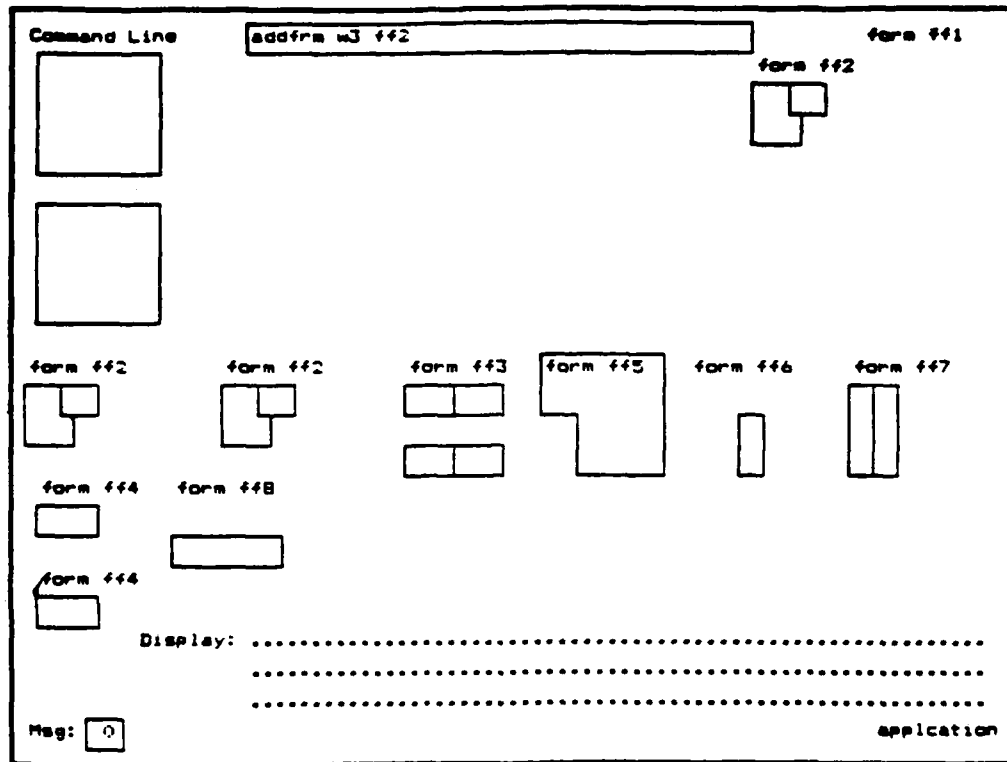 Command Line addfrm w3 ff2 form ff1
form ff2
form ff2 form ff2 form ff3 form ff5 form ff6 form ff7
form ff4 form ff8
form ff4
Display: ................................................................
................................................................
................................................................
Msg: 0 applcation